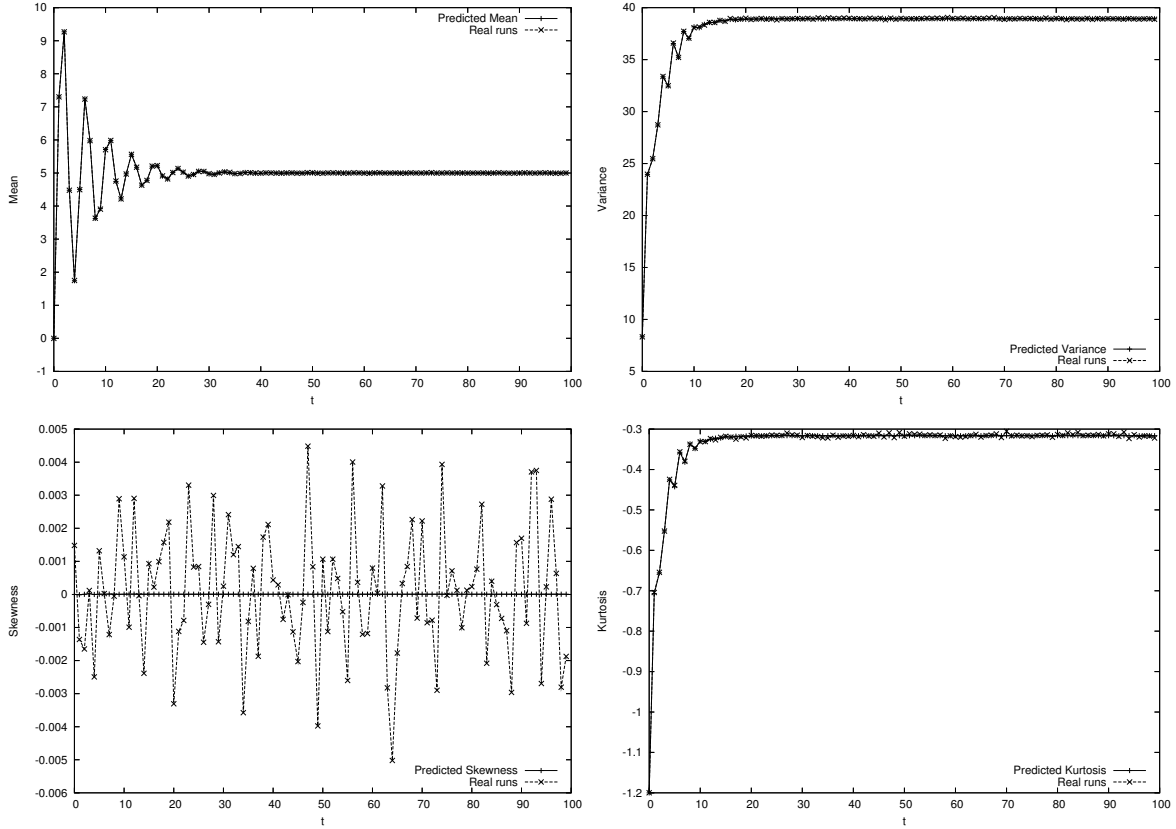 10
9
8
7
6
5
4
3
2
1
0
-1
Mean
Predicted Mean
Real runs
0 10 20 30 40 50 60 70 80 90 100
t
40
35
30
25
20
15
10
5
Variance
Predicted Variance
Real runs
0 10 20 30 40 50 60 70 80 90 100
t
0.005
0.004
0.003
0.002
0.001
0
-0.001
-0.002
-0.003
-0.004
-0.005
-0.006
Skewness
Predicted Skewness
Real runs
0 10 20 30 40 50 60 70 80 90 100
t
-0.3
-0.4
-0.5
-0.6
-0.7
-0.8
-0.9
-1
-1.1
-1.2
Kurtosis
Predicted Kurtosis
Real runs
0 10 20 30 40 50 60 70 80 90 100
t